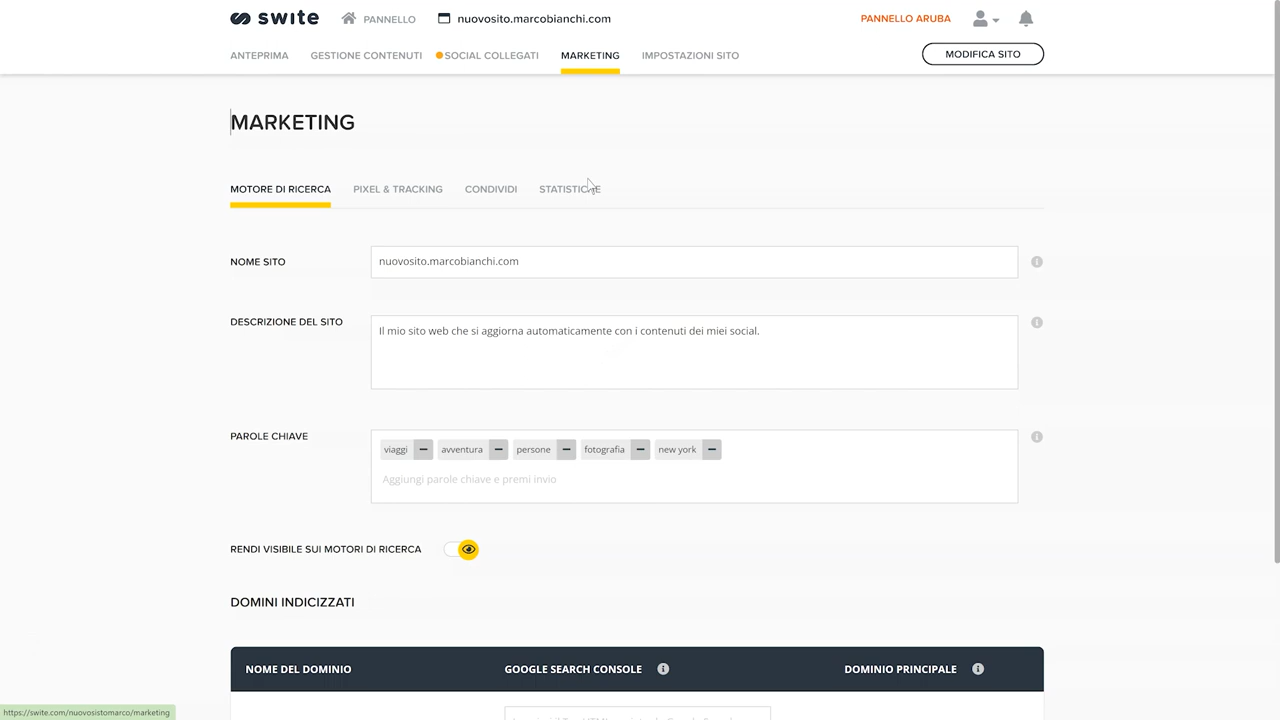 swite PANNELLO nuovosito.marcobianchi.com PANNELLO ARUBA
ANTEPRIMA GESTIONE CONTENUTI SOCIAL COLLEGATI MARKETING IMPOSTAZIONI SITO MODIFICA SITO
MARKETING
MOTORE DI RICERCA PIXEL & TRACKING CONDIVIDI STATISTICHE
NOME SITO nuovosito.marcobianchi.com
DESCRIZIONE DEL SITO Il mio sito web che si aggiorna automaticamente con i contenuti dei miei social.
PAROLE CHIAVE viaggi avventura persone fotografia new york
Aggiungi parole chiave e premi invio
RENDI VISIBILE SUI MOTORI DI RICERCA
DOMINI INDICIZZATI
NOME DEL DOMINIO GOOGLE SEARCH CONSOLE DOMINIO PRINCIPALE
https://swite.com/nuovosistomarco/marketing